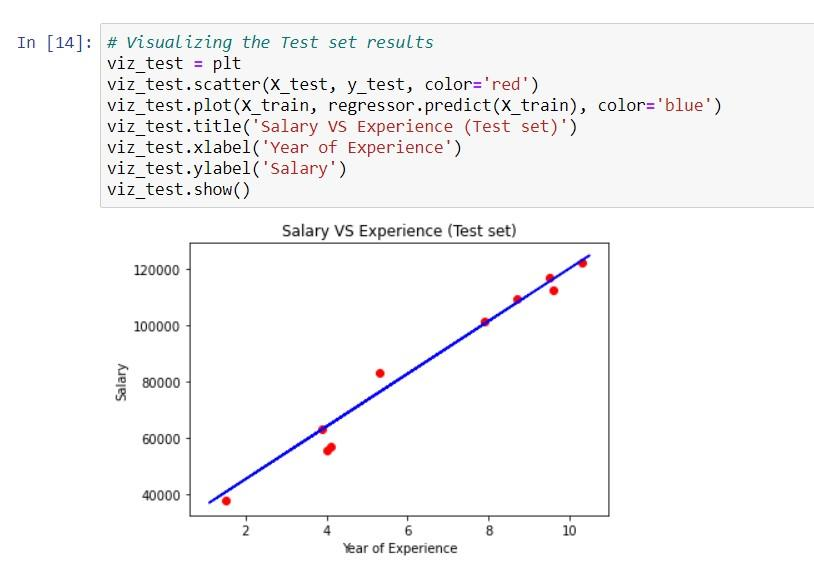 In [14]: # Visualizing the Test set results
viz_test = plt
viz_test.scatter(X_test, y_test, color='red')
viz_test.plot(X_train, regressor.predict(X_train), color='blue')
viz_test.title('Salary VS Experience (Test set)')
viz_test.xlabel('Year of Experience')
viz_test.ylabel('Salary')
viz_test.show()
Salary VS Experience (Test set)
120000
100000
80000
60000
40000
Salary
2 4 6 8 10
Year of Experience